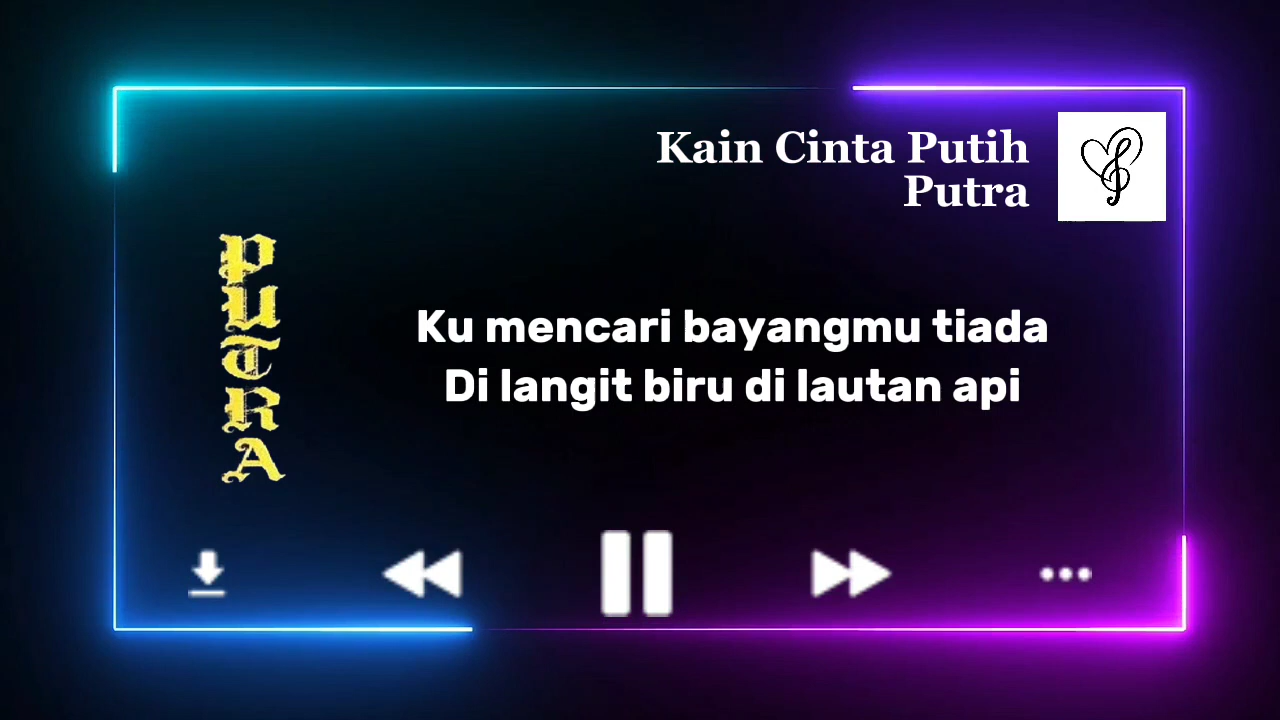 Kain Cinta Putih
Putra
PUTRA
Ku mencari bayangmu tiada
Di langit biru di lautan api